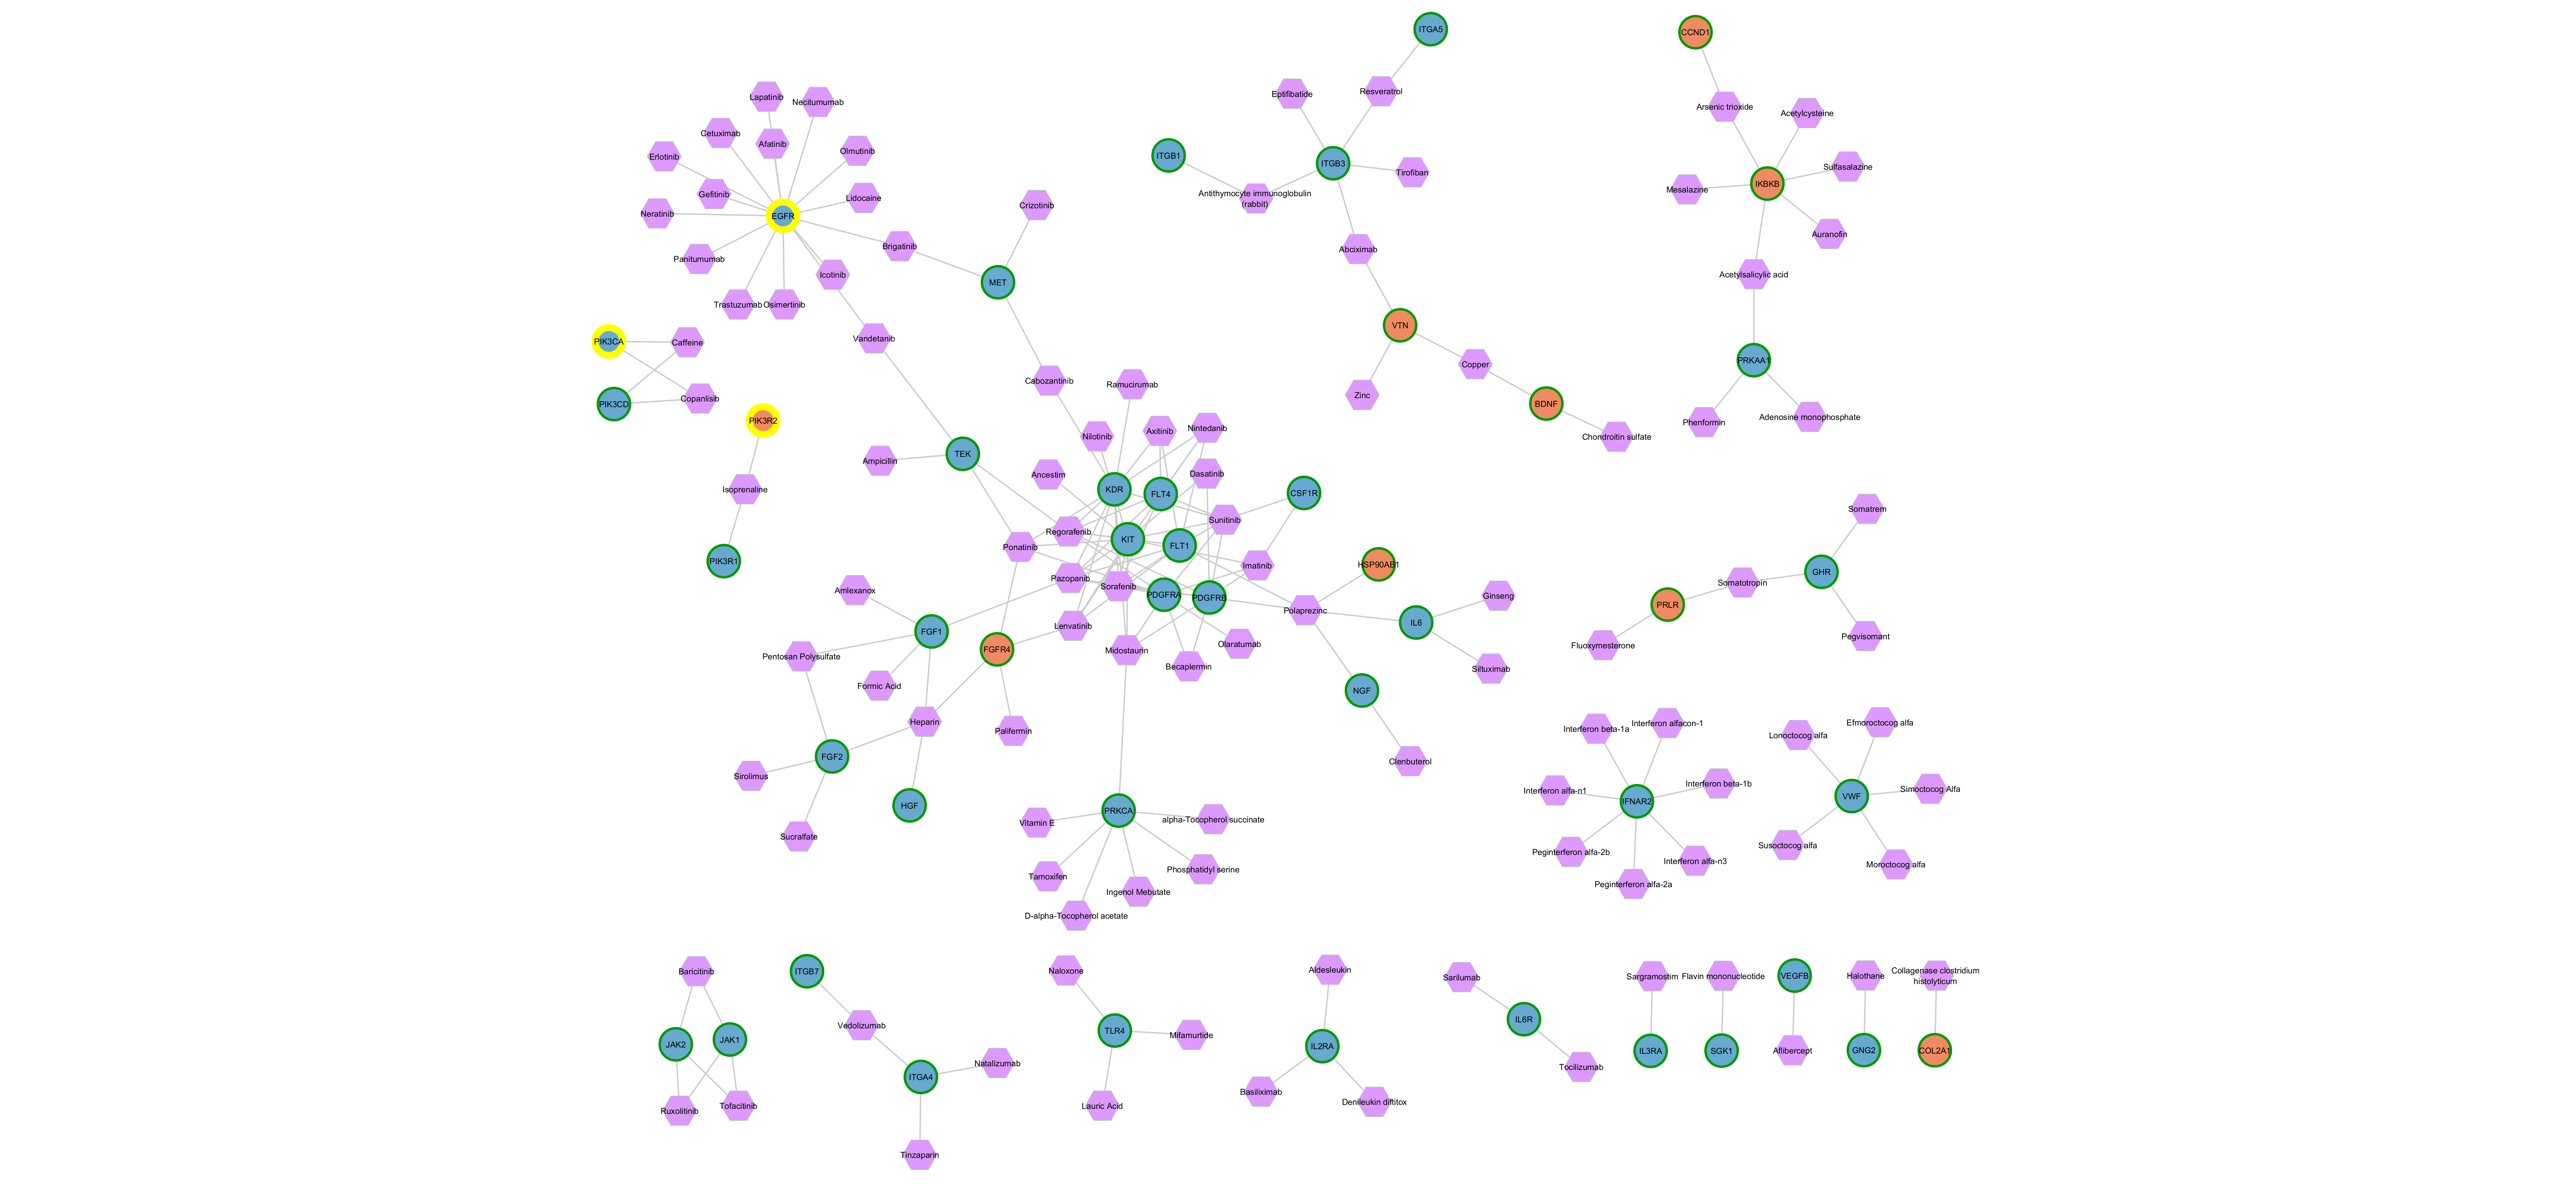 ITGA5
CCND1
Lapatinib
Necitumumab
Eptifibatide
Resveratrol
Arsenic trioxide
Acetylcysteine
Cetuximab
Afatinib
Olmutinib
Erlotinib
ITGB1
ITGB3
Tirofiban
Sulfasalazine
IKBKB
Mesalazine
Gefitinib
Lidocaine
Antithymocyte immunoglobulin
(rabbit)
Neratinib
EGFR
Crizotinib
Auranofin
Brigatinib
Abciximab
Panitumumab
Icotinib
MET
Acetylsalicylic acid
Trastuzumab
Osimertinib
VTN
Vandetanib
PIK3CA
Caffeine
PRKAA1
Copper
Cabozantinib
Ramucirumab
Zinc
PIK3CD
Copanlisib
BDNF
Phenformin
Adenosine monophosphate
PIK3R2
Nilotinib
Axitinib
Nintedanib
Chondroitin sulfate
TEK
Ampicillin
Ancestim
Dasatinib
Isoprenaline
KDR
FLT4
CSF1R
Somatrem
Regorafenib
Sunitinib
Ponatinib
KIT
FLT1
PIK3R1
Imatinib
HSP90AB1
GHR
Pazopanib
Sorafenib
Somatotropin
Amlexanox
PDGFRA
PDGFRB
Polaprezinc
Ginseng
PRLR
FGF1
Lenvatinib
IL6
Pegvisomant
Pentosan Polysulfate
FGFR4
Midostaurin
Olaratumab
Fluoxymesterone
Becaplermin
Siltuximab
Formic Acid
NGF
Heparin
Palifermin
Interferon beta-1a
Interferon alfacon-1
Lonoctocog alfa
Efmoroctocog alfa
FGF2
Clenbuterol
Sirolimus
Interferon alfa-n1
Interferon beta-1b
Simoctocog Alfa
HGF
PRKCA
IFNAR2
VWF
Vitamin E
alpha-Tocopherol succinate
Sucralfate
Susoctocog alfa
Peginterferon alfa-2b
Interferon alfa-n3
Moroctocog alfa
Tamoxifen
Phosphatidyl serine
Ingenol Mebutate
Peginterferon alfa-2a
D-alpha-Tocopherol acetate
Baricitinib
ITGB7
Naloxone
Aldesleukin
Sarilumab
Sargramostim
Flavin mononucleotide
VEGFB
Halothane
Collagenase clostridium
histolyticum
Vedolizumab
TLR4
Mifamurtide
IL6R
JAK2
JAK1
IL2RA
IL3RA
SGK1
Aflibercept
GNG2
COL2A1
Natalizumab
ITGA4
Tocilizumab
Ruxolitinib
Tofacitinib
Lauric Acid
Basiliximab
Denileukin diftitox
Tinzaparin